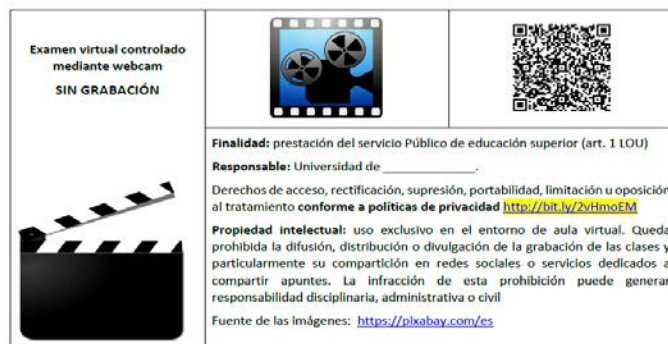 Examen virtual controlado
mediante webcam
SIN GRABACIÓN
Finalidad: prestación del servicio Público de educación superior (art. 1 LOU)
Responsable: Universidad de ______________.
Derechos de acceso, rectificación, supresión, portabilidad, limitación u oposición
al tratamiento conforme a políticas de privacidad http://bit.ly/2vHmoEM
Propiedad intelectual: uso exclusivo en el entorno de aula virtual. Queda
prohibida la difusión, distribución o divulgación de la grabación de las clases y
particularmente su compartición en redes sociales o servicios dedicados a
compartir apuntes. La infracción de esta prohibición puede generar
responsabilidad disciplinaria, administrativa o civil
Fuente de las imágenes: https://pixabay.com/es